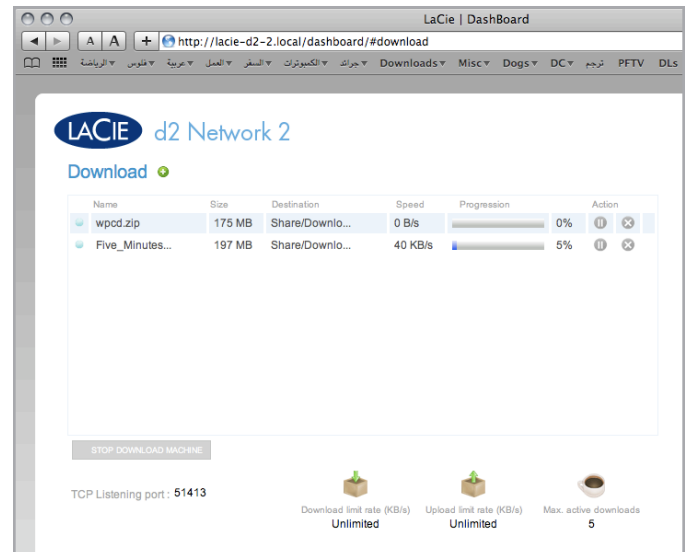 LaCie | DashBoard
A A + http://lacie-d2-2.local/dashboard/#download
الرياضة فلوس عربية العمل السفر الكمبيوترات جرائد Downloads Misc Dogs DC ترجم PFTV DLs
LACIE d2 Network 2
Download
Name Size Destination Speed Progression Action
wpcd.zip 175 MB Share/Downlo... 0 B/s 0%
Five_Minutes... 197 MB Share/Downlo... 40 KB/s 5%
STOP DOWNLOAD MACHINE
TCP Listening port : 51413
Download limit rate (KB/s) Upload limit rate (KB/s) Max. active downloads
Unlimited Unlimited 5